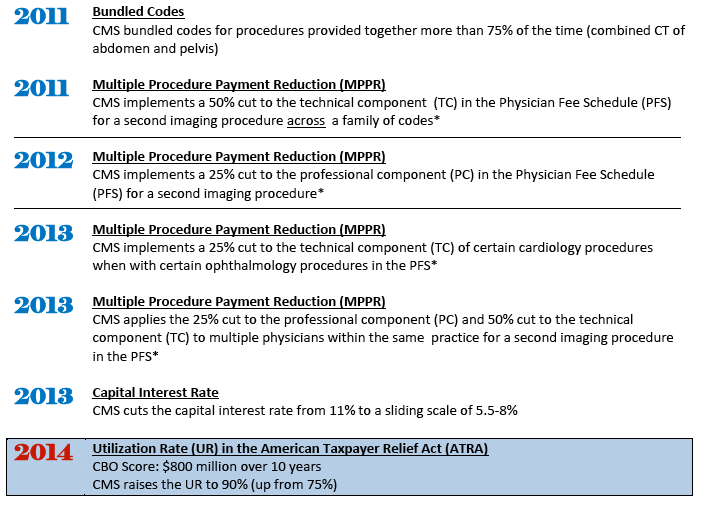 2011 Bundled Codes
CMS bundled codes for procedures provided together more than 75% of the time (combined CT of
abdomen and pelvis)
2011 Multiple Procedure Payment Reduction (MPPR)
CMS implements a 50% cut to the technical component (TC) in the Physician Fee Schedule (PFS)
for a second imaging procedure across a family of codes*
2012 Multiple Procedure Payment Reduction (MPPR)
CMS implements a 25% cut to the professional component (PC) in the Physician Fee Schedule
(PFS) for a second imaging procedure*
2013 Multiple Procedure Payment Reduction (MPPR)
CMS implements a 25% cut to the technical component (TC) of certain cardiology procedures
when with certain ophthalmology procedures in the PFS*
2013 Multiple Procedure Payment Reduction (MPPR)
CMS applies the 25% cut to the professional component (PC) and 50% cut to the technical
component (TC) to multiple physicians within the same practice for a second imaging procedure
in the PFS*
2013 Capital Interest Rate
CMS cuts the capital interest rate from 11% to a sliding scale of 5.5-8%
2014 Utilization Rate (UR) in the American Taxpayer Relief Act (ATRA)
CBO Score: $800 million over 10 years
CMS raises the UR to 90% (up from 75%)